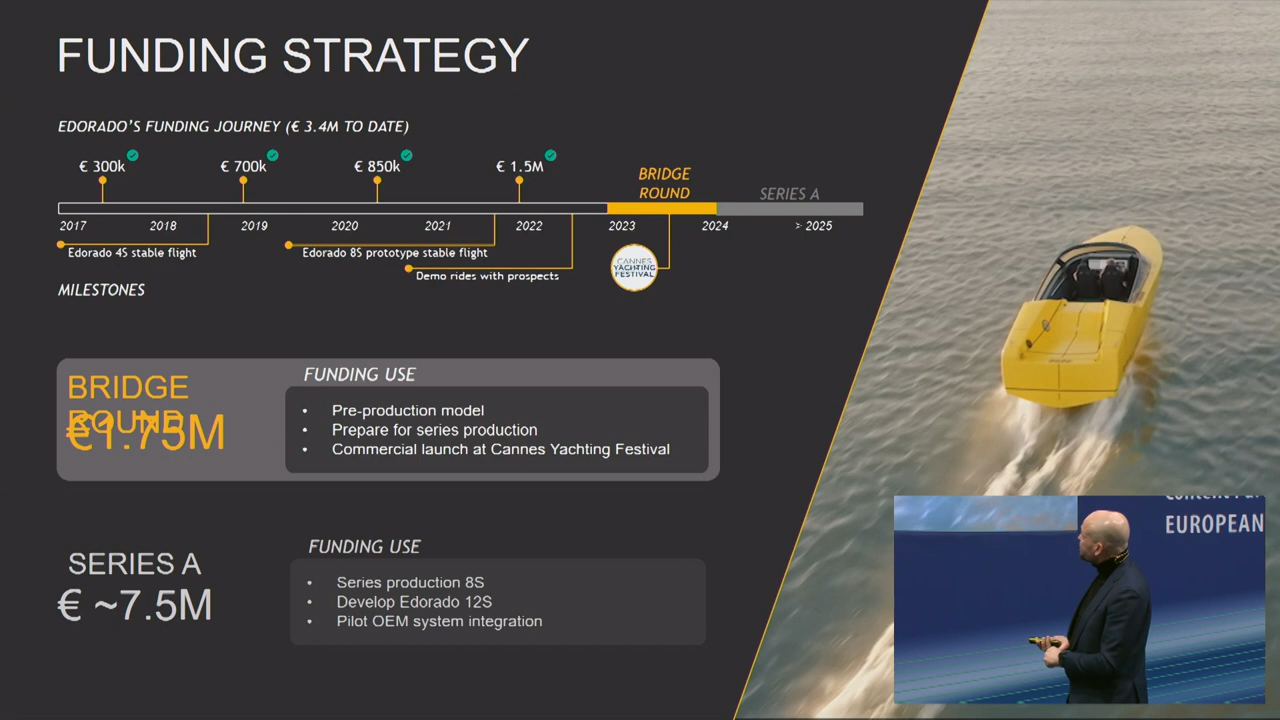 FUNDING STRATEGY
EDORADO'S FUNDING JOURNEY (€ 3.4M TO DATE)
€ 300k
€ 700k
€ 850k
€ 1.5M
BRIDGE
ROUND
SERIES A
2017
2018
2019
2020
2021
2022
2023
2024
> 2025
Edorado 4S stable flight
Edorado 8S prototype stable flight
Demo rides with prospects
CANNES
YACHTING
FESTIVAL
MILESTONES
BRIDGE
ROUND
€1.75M
FUNDING USE
• Pre-production model
• Prepare for series production
• Commercial launch at Cannes Yachting Festival
SERIES A
€ ~7.5M
FUNDING USE
• Series production 8S
• Develop Edorado 12S
• Pilot OEM system integration
EUROPEAN